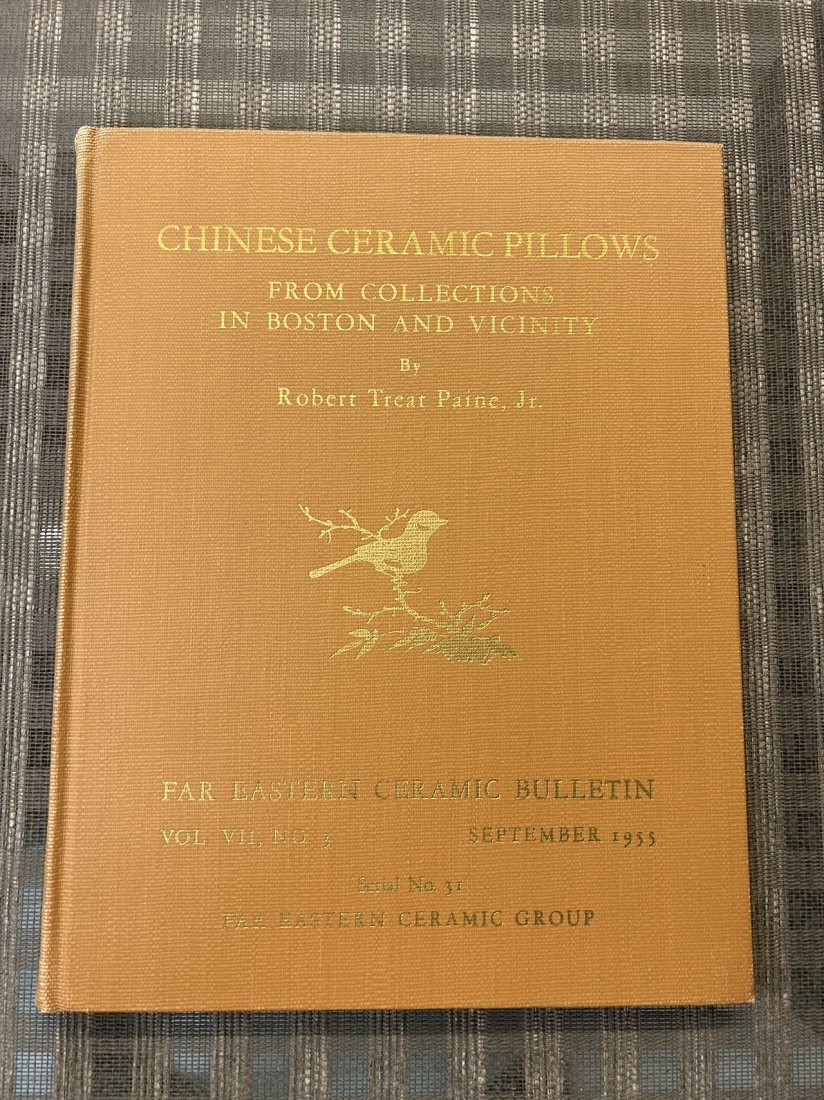 CHINESE CERAMIC PILLOWS
FROM COLLECTIONS
IN BOSTON AND VICINITY
By
Robert Treat Paine, Jr.
FAR EASTERN CERAMIC BULLETIN
VOL VII, NO. 3 SEPTEMBER 1955
Serial No. 31
FAR EASTERN CERAMIC GROUP